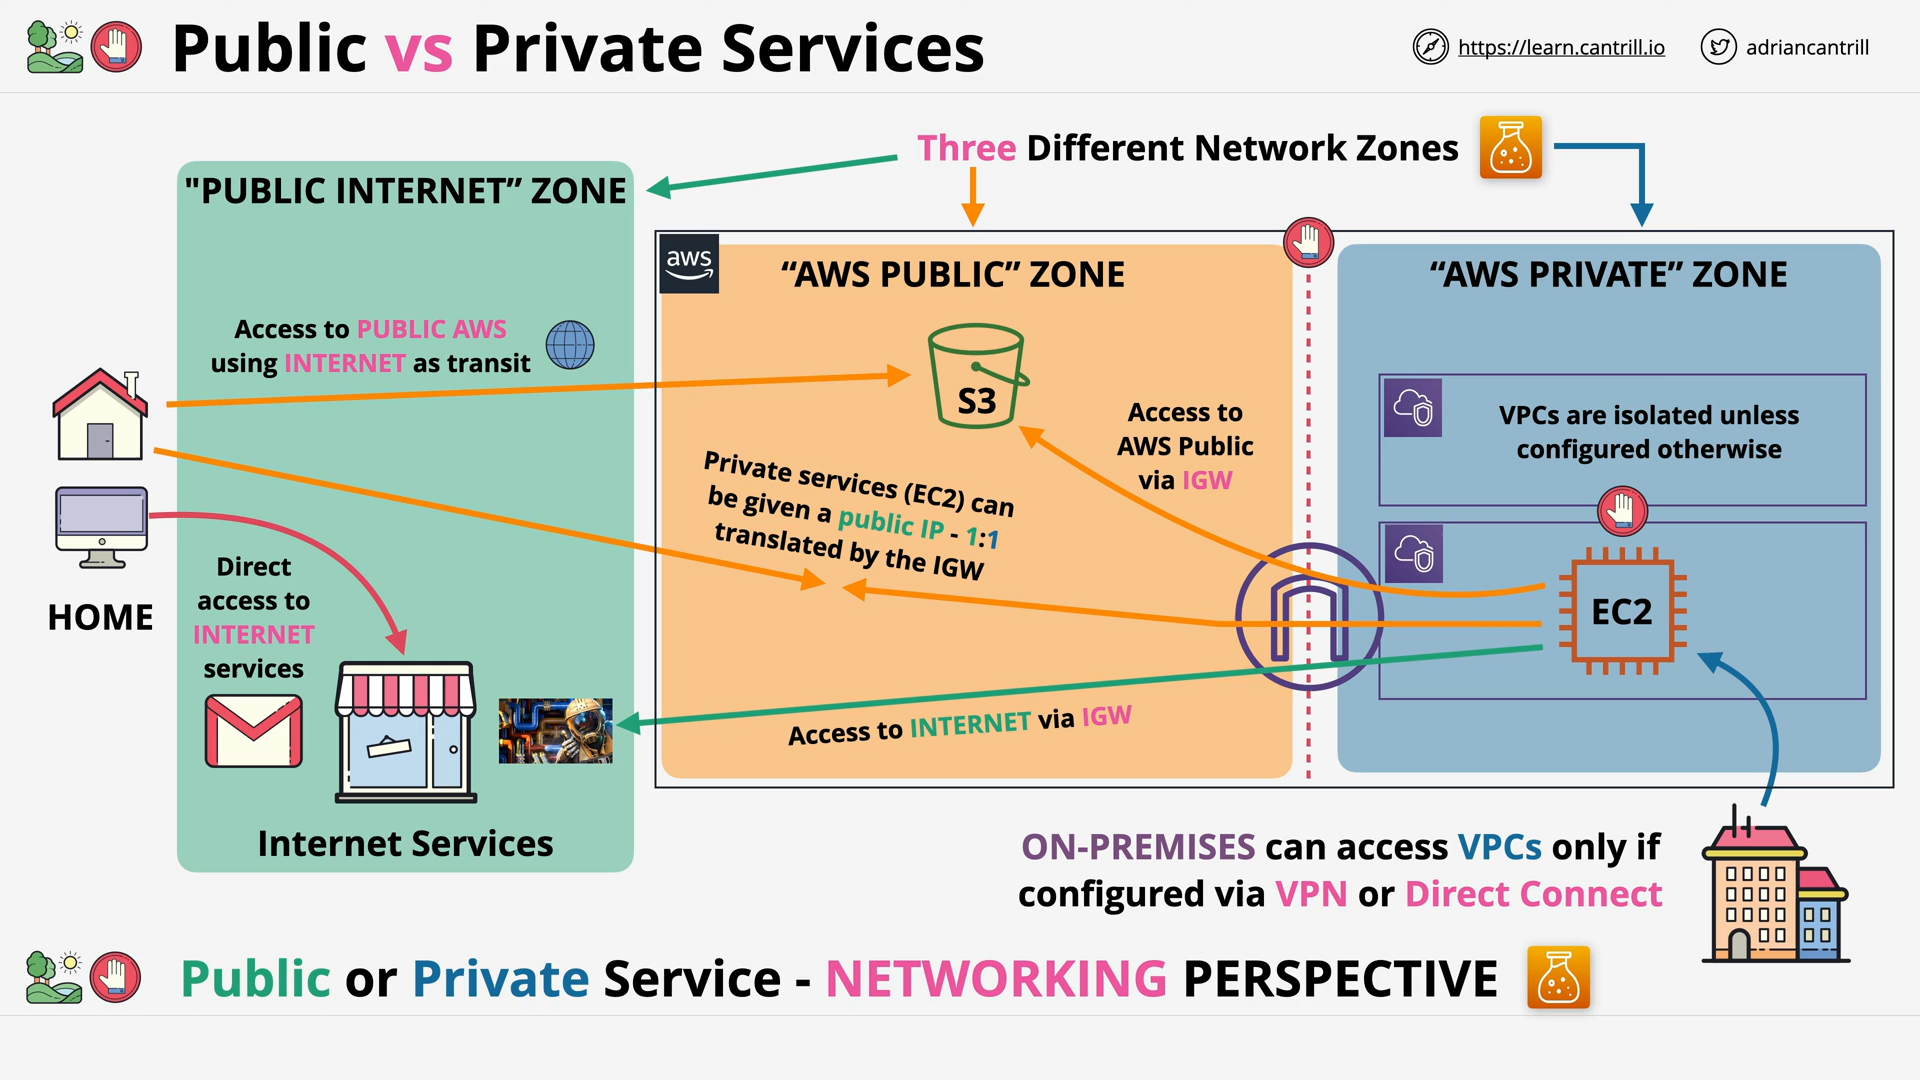 Public vs Private Services
https://learn.cantrill.io
adriancantrill
Three Different Network Zones
"PUBLIC INTERNET” ZONE
aws
“AWS PUBLIC” ZONE
“AWS PRIVATE” ZONE
Access to PUBLIC AWS
using INTERNET as transit
S3
Access to
AWS Public
via IGW
VPCs are isolated unless
configured otherwise
Private services (EC2) can
be given a public IP - 1:1
translated by the IGW
HOME
Direct
access to
INTERNET
services
EC2
Access to INTERNET via IGW
Internet Services
ON-PREMISES can access VPCs only if
configured via VPN or Direct Connect
Public or Private Service - NETWORKING PERSPECTIVE